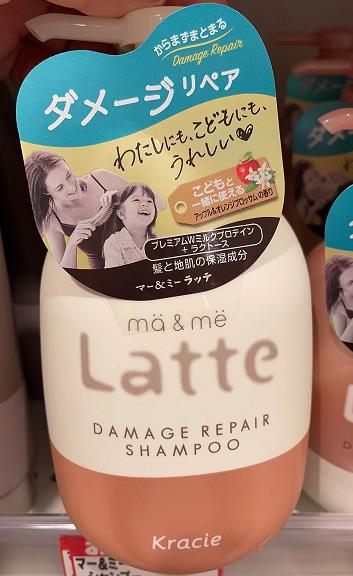 からまずまとまる
Damage Repair
ダメージリペア
わたしにも、こどもにも、
うれしい♥
こどもと
一緒に使える
アップル&オレンジブロッサムの香り
プレミアムWミルクプロテイン
+ラクトース
髪と地肌の保湿成分
マー&ミー ラッテ
mä & më
Latte
DAMAGE REPAIR
SHAMPOO
Kracie
マー&ミー